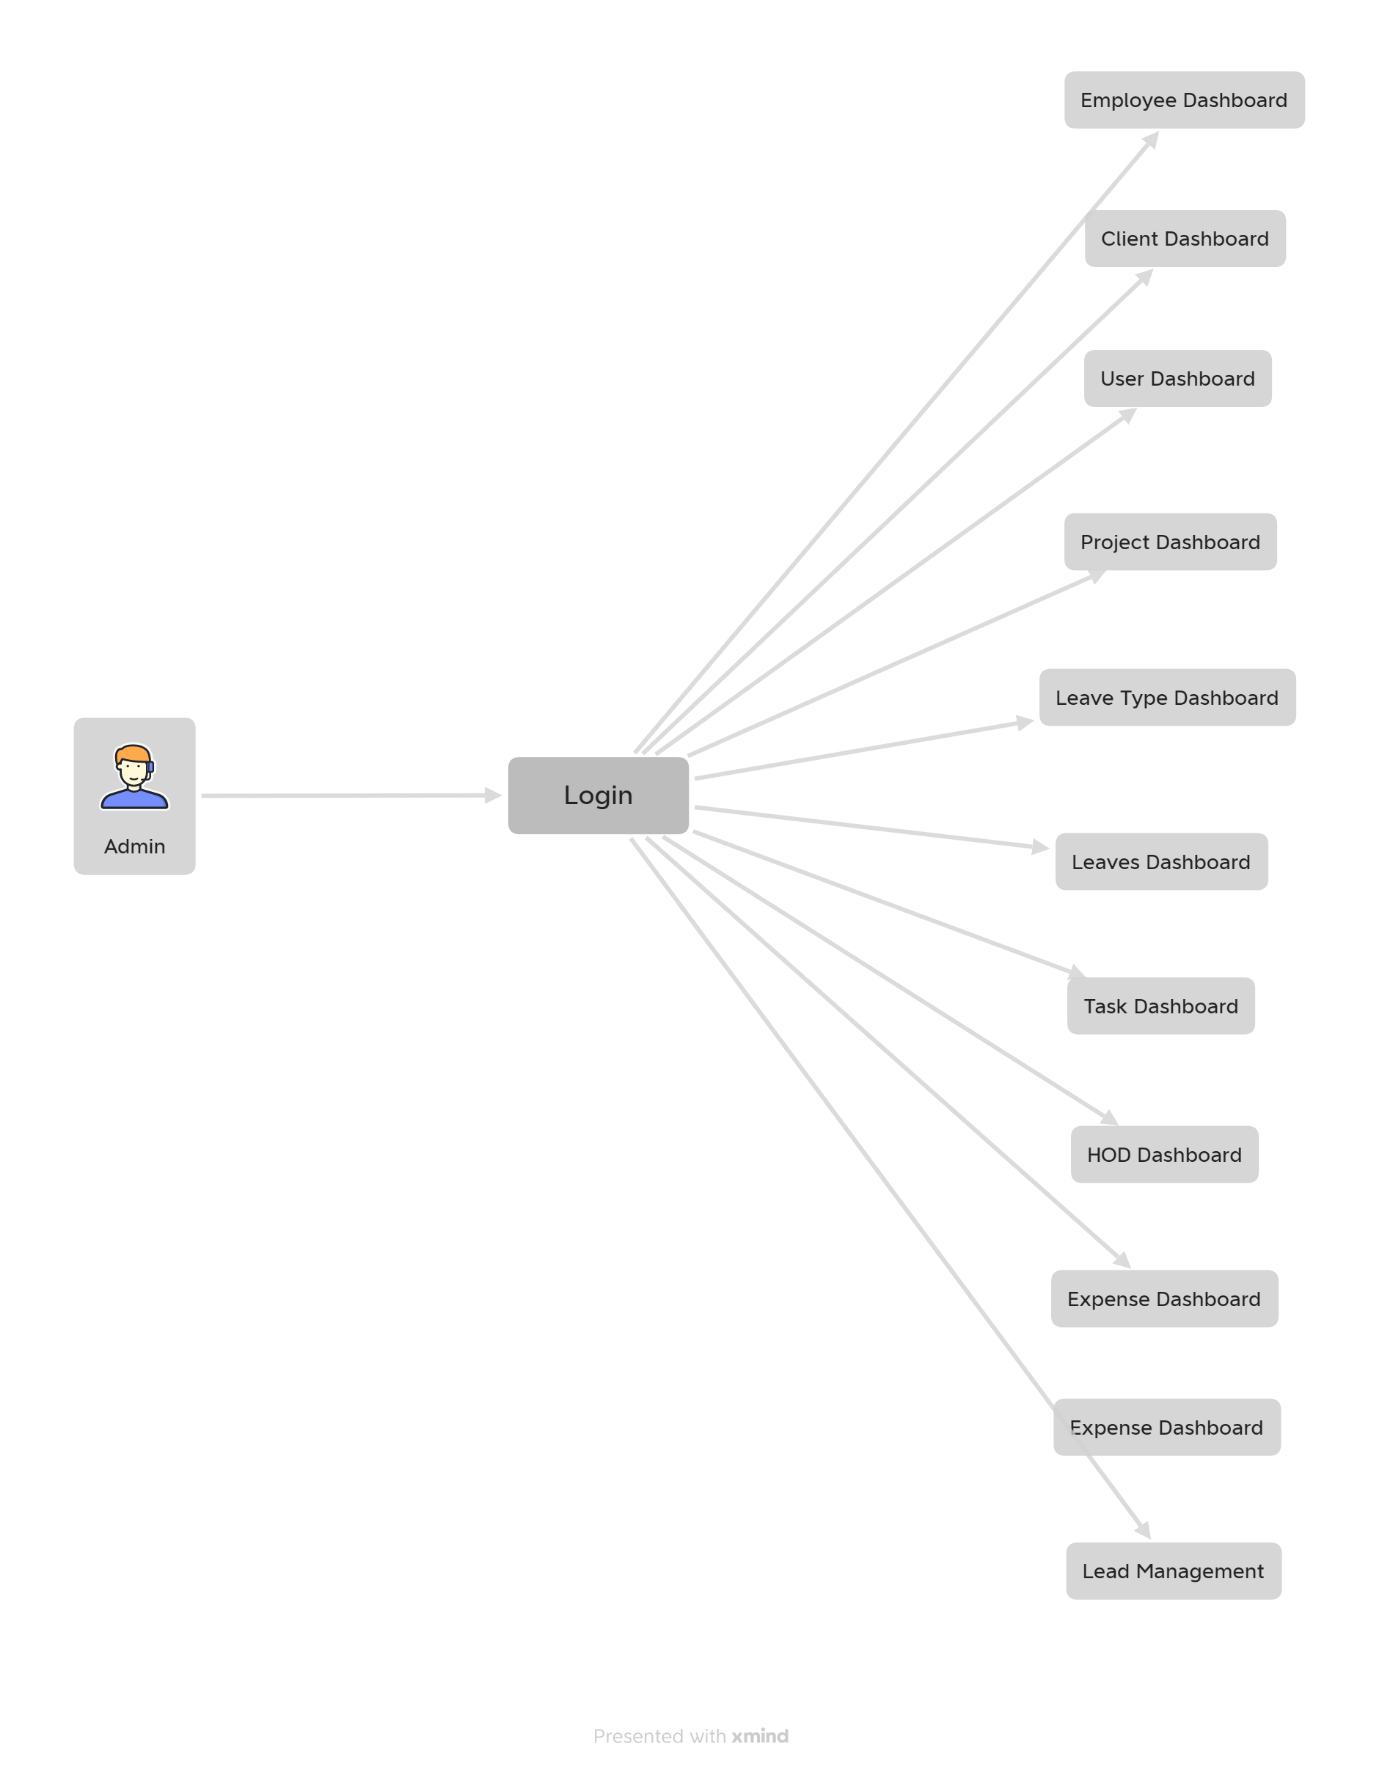 Employee Dashboard
Client Dashboard
User Dashboard
Project Dashboard
Leave Type Dashboard
Admin
Login
Leaves Dashboard
Task Dashboard
HOD Dashboard
Expense Dashboard
Expense Dashboard
Lead Management
Presented with xmind